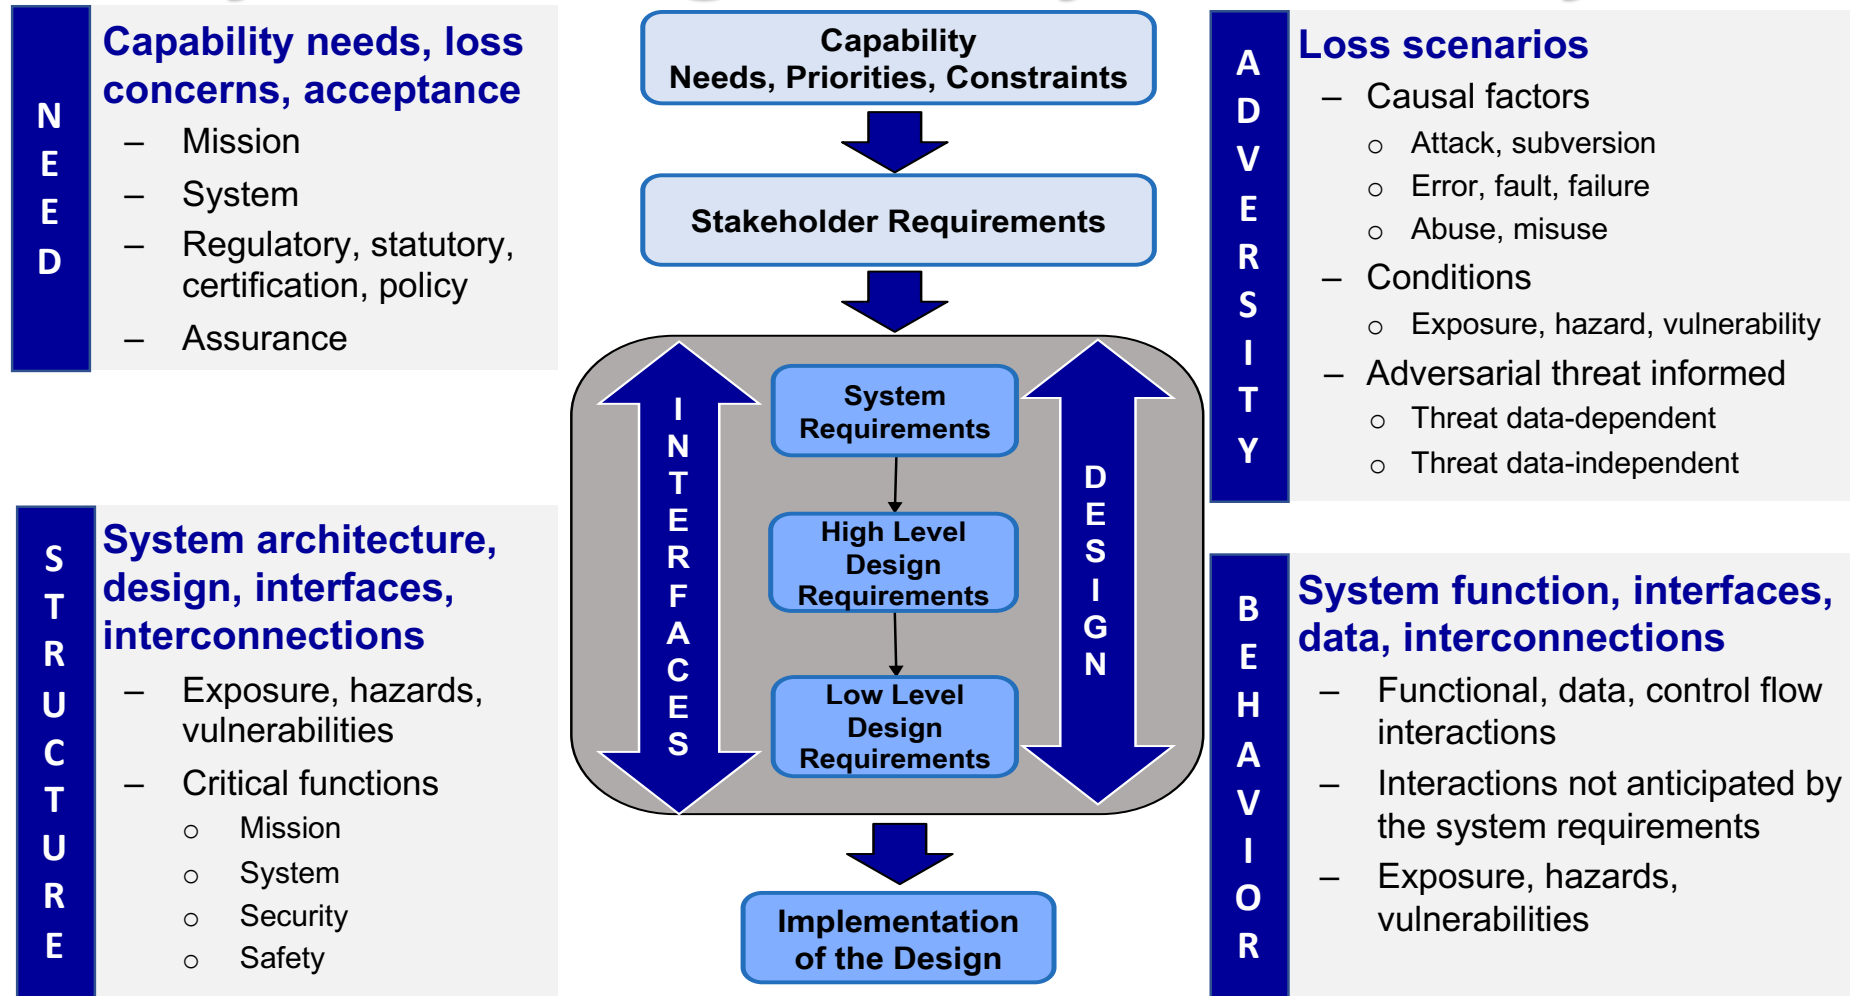 NEED
Capability needs, loss
concerns, acceptance
– Mission
– System
– Regulatory, statutory,
certification, policy
– Assurance
STRUCTURE
System architecture,
design, interfaces,
interconnections
– Exposure, hazards,
vulnerabilities
– Critical functions
o Mission
o System
o Security
o Safety
Capability
Needs, Priorities, Constraints
Stakeholder Requirements
INTERFACES
System
Requirements
High Level
Design
Requirements
Low Level
Design
Requirements
DESIGN
Implementation
of the Design
ADVERSITY
Loss scenarios
– Causal factors
o Attack, subversion
o Error, fault, failure
o Abuse, misuse
– Conditions
o Exposure, hazard, vulnerability
– Adversarial threat informed
o Threat data-dependent
o Threat data-independent
BEHAVIOR
System function, interfaces,
data, interconnections
– Functional, data, control flow
interactions
– Interactions not anticipated by
the system requirements
– Exposure, hazards,
vulnerabilities